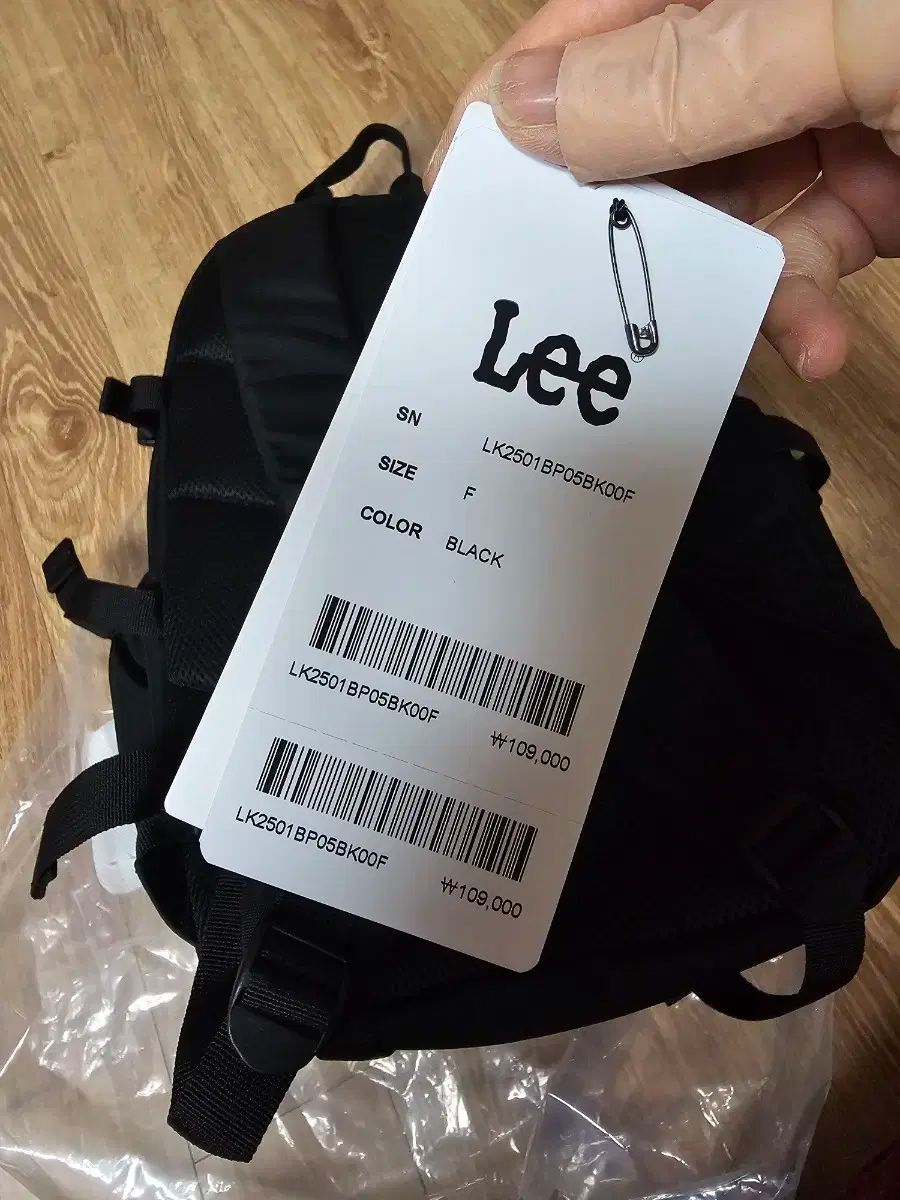 Lee
SN LK2501BP05BK00F
SIZE F
COLOR BLACK
LK2501BP05BK00F
₩109,000
LK2501BP05BK00F
₩109,000